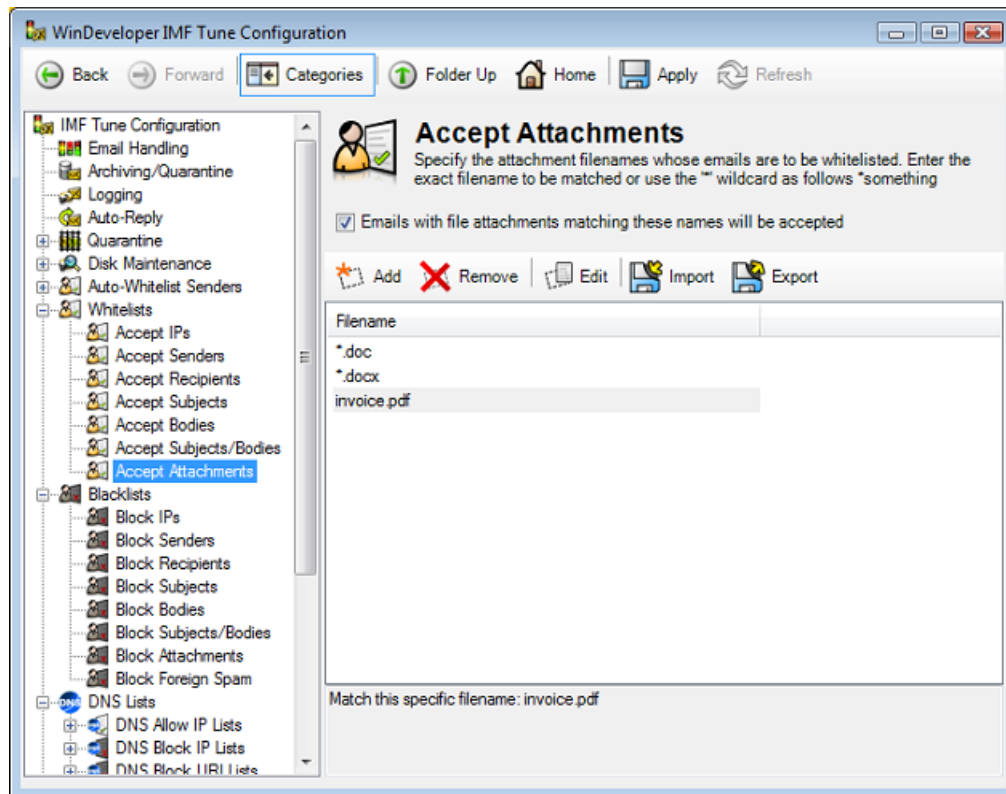 WinDeveloper IMF Tune Configuration
Back Forward Categories Folder Up Home Apply Refresh
IMF Tune Configuration
Email Handling
Archiving/Quarantine
Logging
Auto-Reply
Quarantine
Disk Maintenance
Auto-Whitelist Senders
Whitelists
Accept IPs
Accept Senders
Accept Recipients
Accept Subjects
Accept Bodies
Accept Subjects/Bodies
Accept Attachments
Blacklists
Block IPs
Block Senders
Block Recipients
Block Subjects
Block Bodies
Block Subjects/Bodies
Block Attachments
Block Foreign Spam
DNS Lists
DNS Allow IP Lists
DNS Block IP Lists
DNS Block URI Lists
Accept Attachments
Specify the attachment filenames whose emails are to be whitelisted. Enter the
exact filename to be matched or use the '*' wildcard as follows *something
Emails with file attachments matching these names will be accepted
Add Remove Edit Import Export
Filename
*.doc
*.docx
invoice.pdf
Match this specific filename: invoice.pdf